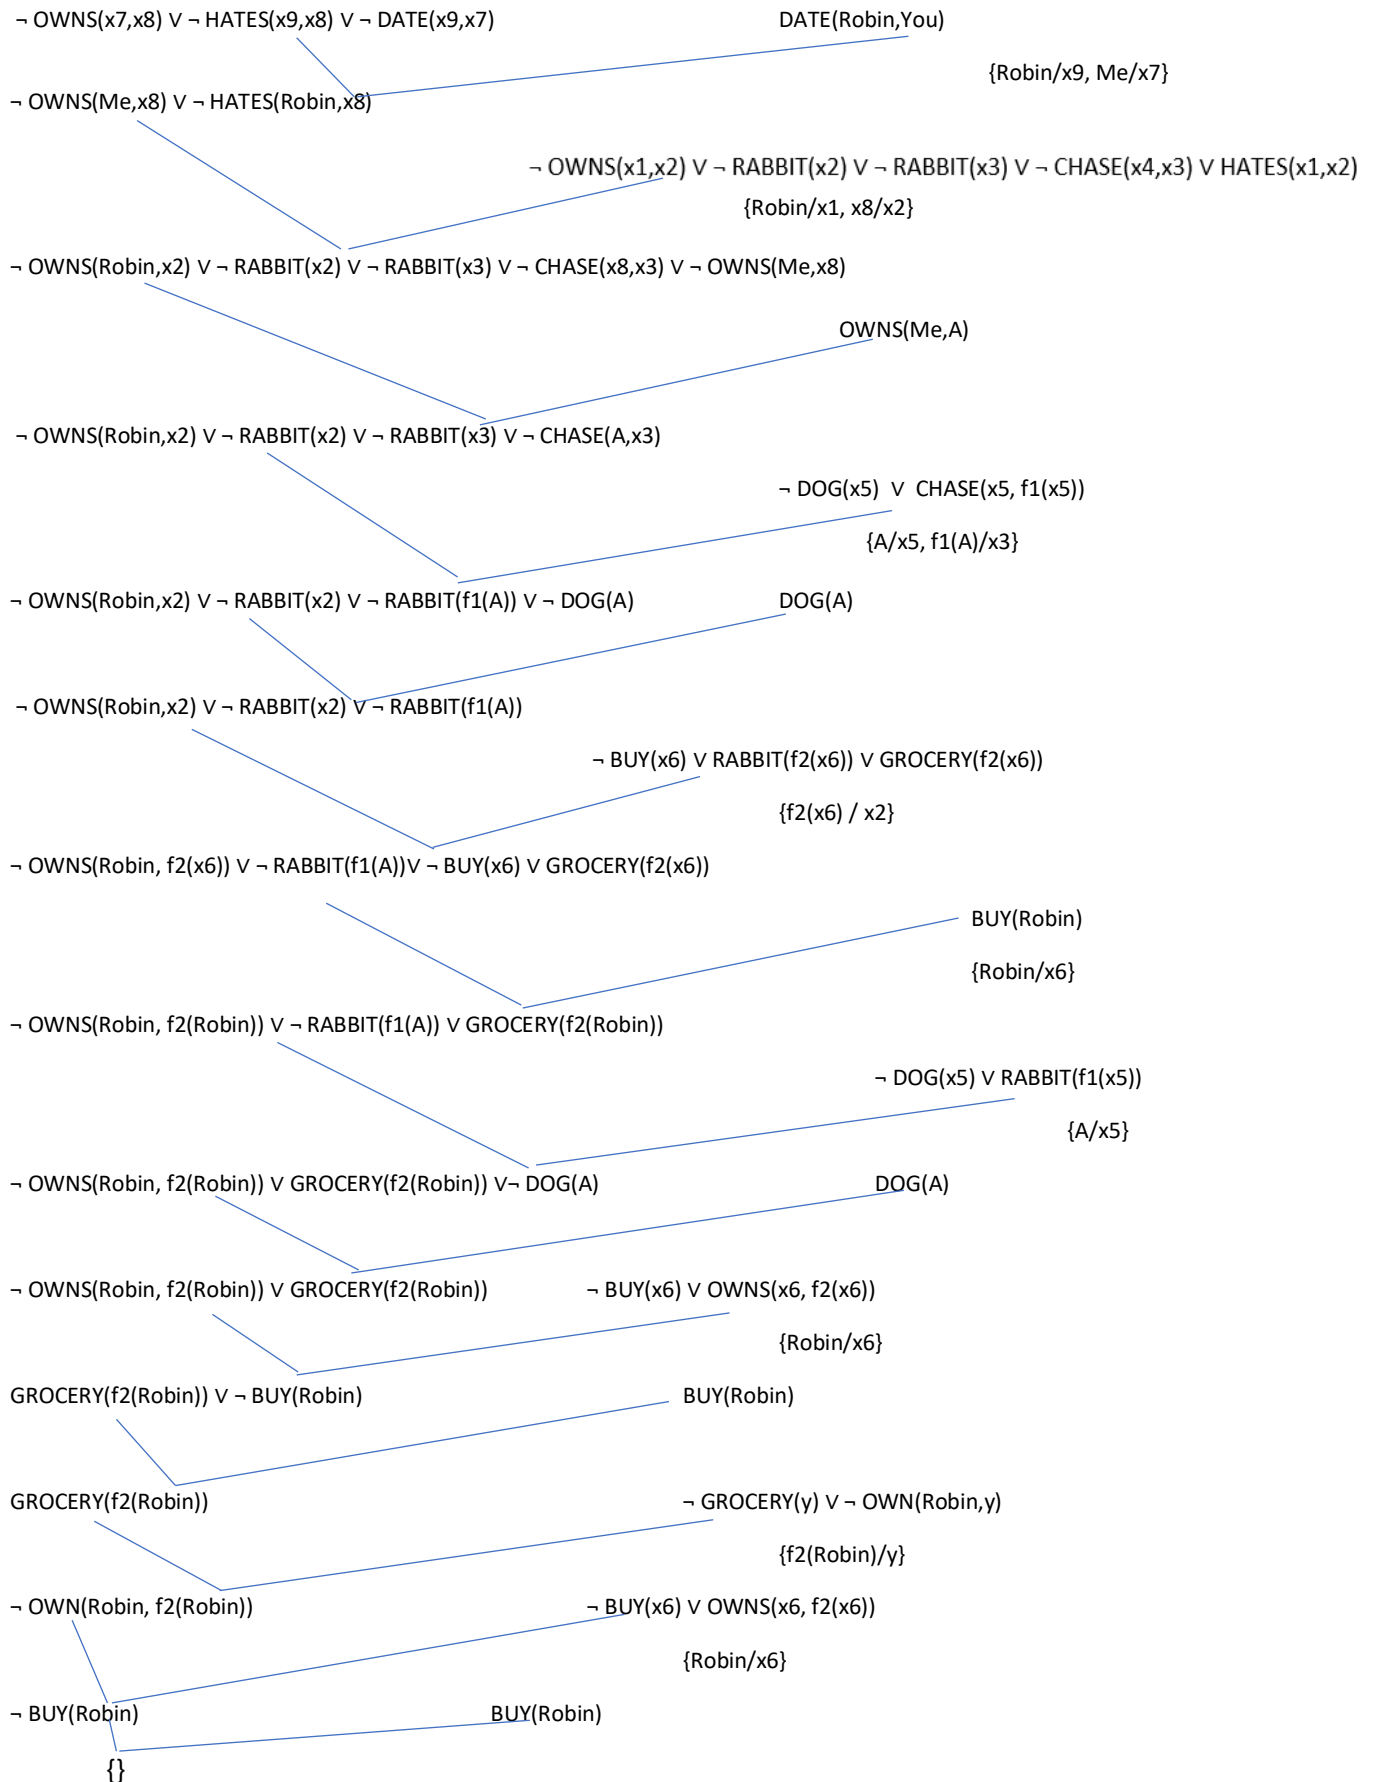 ¬ OWNS(x7,x8) ∨ ¬ HATES(x9,x8) ∨ ¬ DATE(x9,x7) DATE(Robin,You)
{Robin/x9, Me/x7}
¬ OWNS(Me,x8) ∨ ¬ HATES(Robin,x8)
¬ OWNS(x1,x2) ∨ ¬ RABBIT(x2) ∨ ¬ RABBIT(x3) ∨ ¬ CHASE(x4,x3) ∨ HATES(x1,x2)
{Robin/x1, x8/x2}
¬ OWNS(Robin,x2) ∨ ¬ RABBIT(x2) ∨ ¬ RABBIT(x3) ∨ ¬ CHASE(x8,x3) ∨ ¬ OWNS(Me,x8)
OWNS(Me,A)
¬ OWNS(Robin,x2) ∨ ¬ RABBIT(x2) ∨ ¬ RABBIT(x3) ∨ ¬ CHASE(A,x3)
¬ DOG(x5) ∨ CHASE(x5, f1(x5))
{A/x5, f1(A)/x3}
¬ OWNS(Robin,x2) ∨ ¬ RABBIT(x2) ∨ ¬ RABBIT(f1(A)) ∨ ¬ DOG(A) DOG(A)
¬ OWNS(Robin,x2) ∨ ¬ RABBIT(x2) ∨ ¬ RABBIT(f1(A))
¬ BUY(x6) ∨ RABBIT(f2(x6)) ∨ GROCERY(f2(x6))
{f2(x6) / x2}
¬ OWNS(Robin, f2(x6)) ∨ ¬ RABBIT(f1(A))∨ ¬ BUY(x6) ∨ GROCERY(f2(x6))
BUY(Robin)
{Robin/x6}
¬ OWNS(Robin, f2(Robin)) ∨ ¬ RABBIT(f1(A)) ∨ GROCERY(f2(Robin))
¬ DOG(x5) ∨ RABBIT(f1(x5))
{A/x5}
¬ OWNS(Robin, f2(Robin)) ∨ GROCERY(f2(Robin)) ∨¬ DOG(A) DOG(A)
¬ OWNS(Robin, f2(Robin)) ∨ GROCERY(f2(Robin)) ¬ BUY(x6) ∨ OWNS(x6, f2(x6))
{Robin/x6}
GROCERY(f2(Robin)) ∨ ¬ BUY(Robin) BUY(Robin)
GROCERY(f2(Robin)) ¬ GROCERY(y) ∨ ¬ OWN(Robin,y)
{f2(Robin)/y}
¬ OWN(Robin, f2(Robin)) ¬ BUY(x6) ∨ OWNS(x6, f2(x6))
{Robin/x6}
¬ BUY(Robin) BUY(Robin)
{}